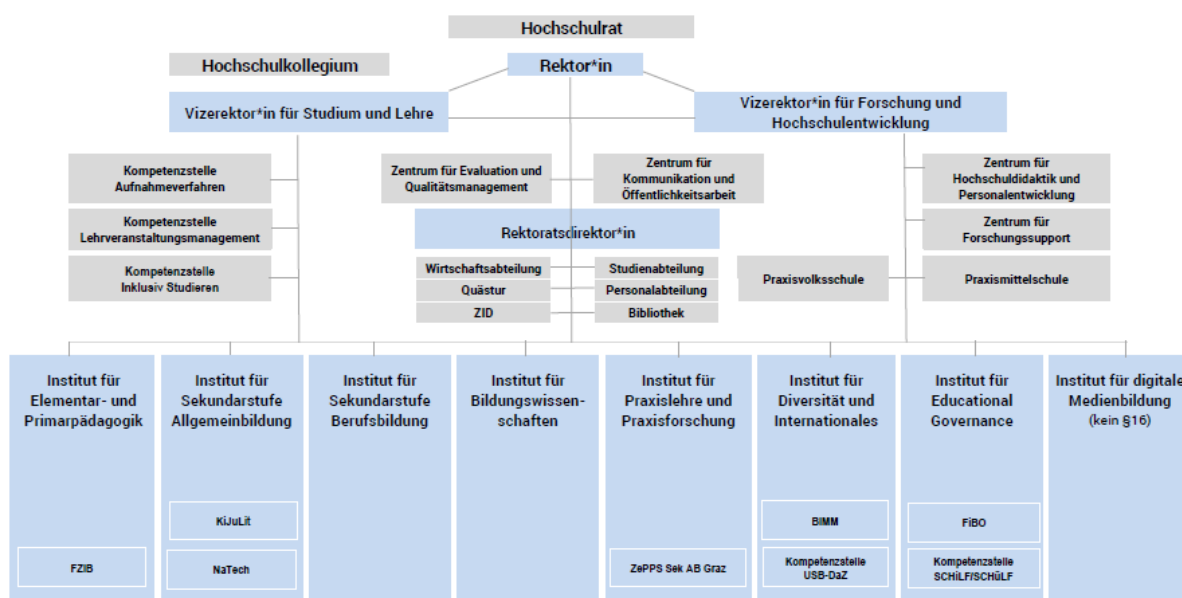 Hochschulrat
Hochschulkollegium
Rektor*in
Vizerektor*in für Studium und Lehre
Vizerektor*in für Forschung und
Hochschulentwicklung
Kompetenzstelle
Aufnahmeverfahren
Zentrum für Evaluation und
Qualitätsmanagement
Zentrum für
Kommunikation und
Öffentlichkeitsarbeit
Zentrum für
Hochschuldidaktik und
Personalentwicklung
Kompetenzstelle
Lehrveranstaltungsmanagement
Rektoratsdirektor*in
Zentrum für
Forschungssupport
Kompetenzstelle
Inklusiv Studieren
Wirtschaftsabteilung
Studienabteilung
Quästur
Personalabteilung
ZID
Bibliothek
Praxisvolksschule
Praxismittelschule
Institut für
Elementar- und
Primarpädagogik
FZIB
Institut für
Sekundarstufe
Allgemeinbildung
KiJuLit
NaTech
Institut für
Sekundarstufe
Berufsbildung
Institut für
Bildungswissen-
schaften
Institut für
Praxislehre und
Praxisforschung
ZePPS Sek AB Graz
Institut für
Diversität und
Internationales
BIMM
Kompetenzstelle
USB-DaZ
Institut für
Educational
Governance
FiBO
Kompetenzstelle
SCHiLF/SCHüLF
Institut für digitale
Medienbildung
(kein §16)